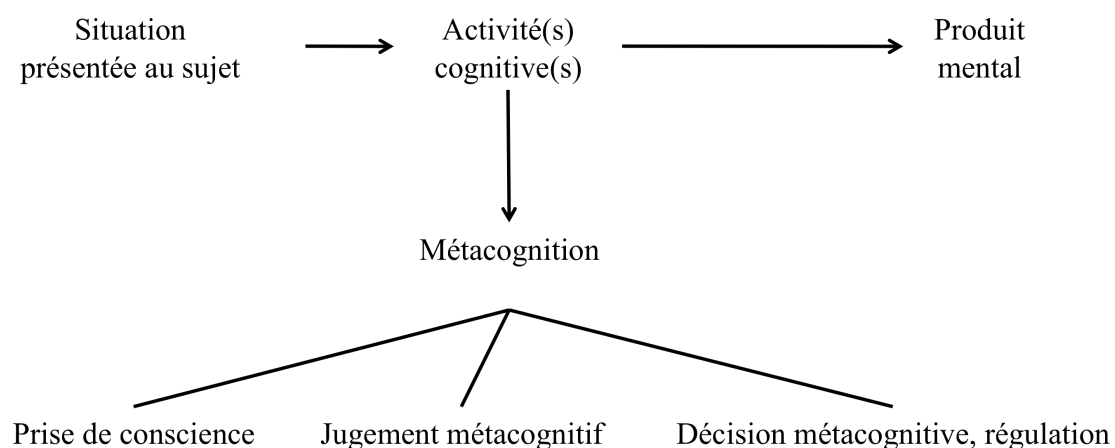 Situation
présentée au sujet
Activité(s)
cognitive(s)
Produit
mental
Métacognition
Prise de conscience
Jugement métacognitif
Décision métacognitive, régulation